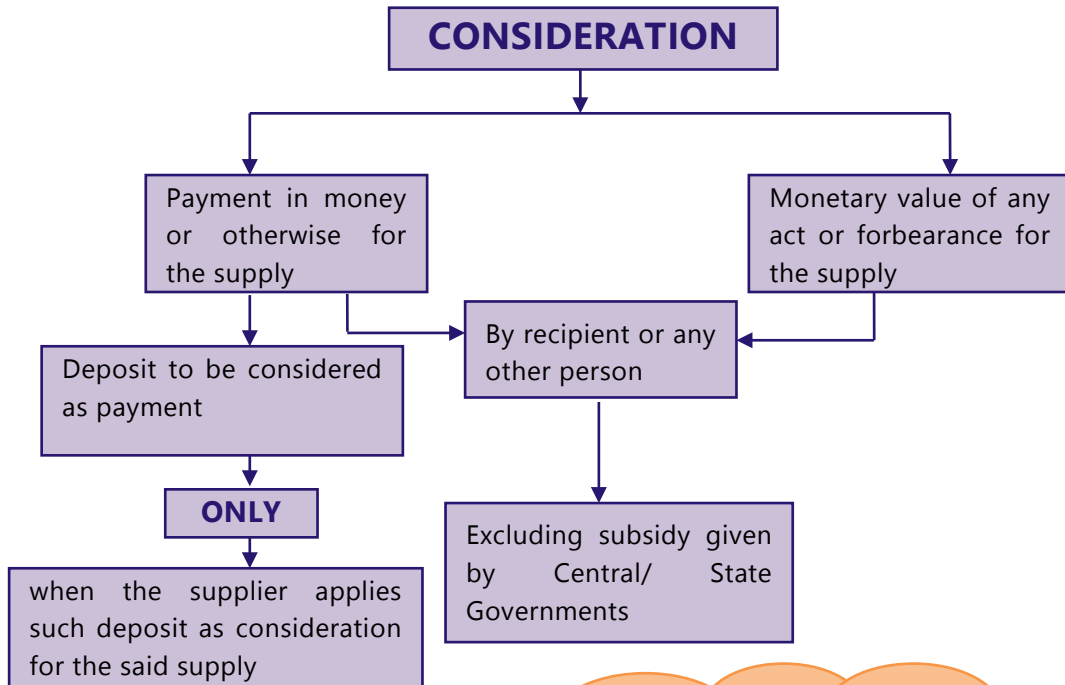 CONSIDERATION
Payment in money
or otherwise for
the supply
Monetary value of any
act or forbearance for
the supply
By recipient or any
other person
Deposit to be considered
as payment
ONLY
when the supplier applies
such deposit as consideration
for the said supply
Excluding subsidy given
by Central/ State
Governments